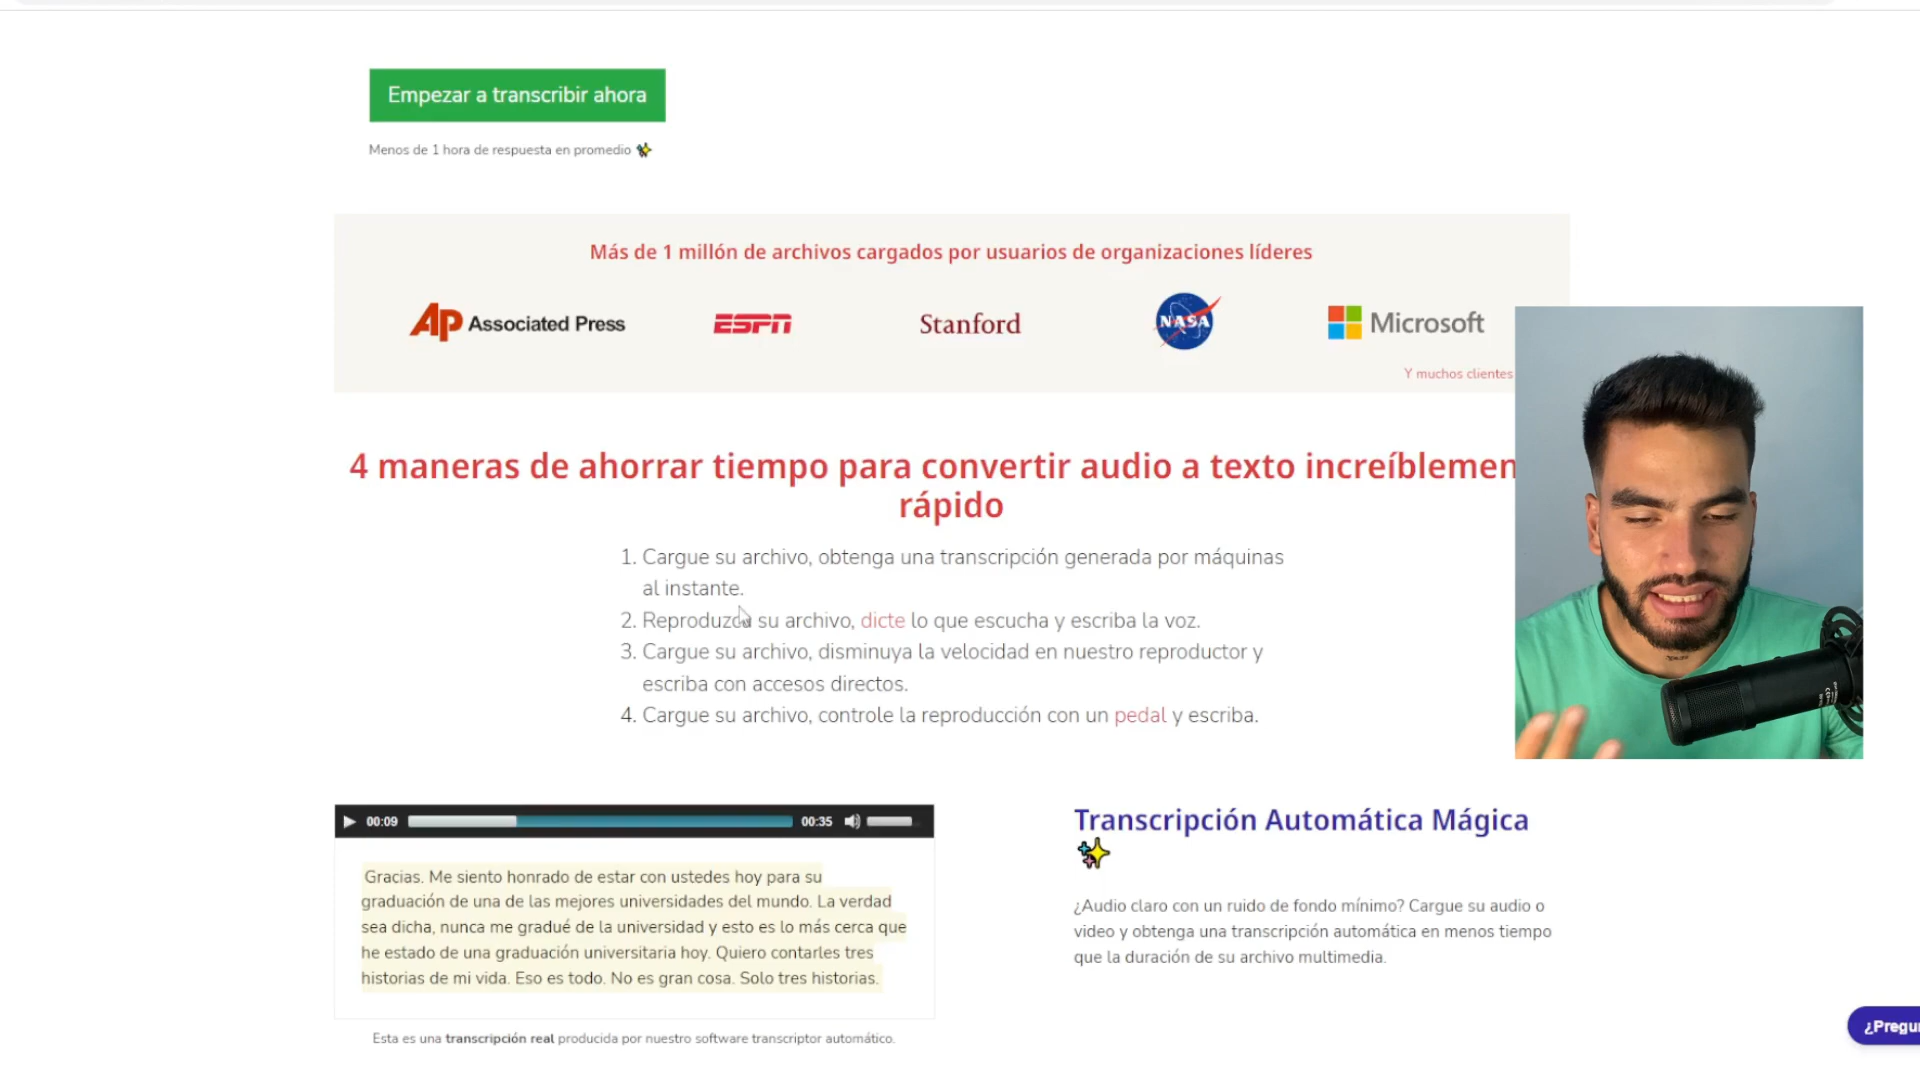 Empezar a transcribir ahora
Menos de 1 hora de respuesta en promedio
Más de 1 millón de archivos cargados por usuarios de organizaciones líderes
AP Associated Press
ESPN
Stanford
NASA
Microsoft
Y muchos clientes
4 maneras de ahorrar tiempo para convertir audio a texto increíblemen
rápido
1. Cargue su archivo, obtenga una transcripción generada por máquinas
al instante.
2. Reproduzca su archivo, dicte lo que escucha y escriba la voz.
3. Cargue su archivo, disminuya la velocidad en nuestro reproductor y
escriba con accesos directos.
4. Cargue su archivo, controle la reproducción con un pedal y escriba.
00:09
00:35
Gracias. Me siento honrado de estar con ustedes hoy para su
graduación de una de las mejores universidades del mundo. La verdad
sea dicha, nunca me gradué de la universidad y esto es lo más cerca que
he estado de una graduación universitaria hoy. Quiero contarles tres
historias de mi vida. Eso es todo. No es gran cosa. Solo tres historias.
Esta es una transcripción real producida por nuestro software transcriptor automático.
Transcripción Automática Mágica
¿Audio claro con un ruido de fondo mínimo? Cargue su audio o
video y obtenga una transcripción automática en menos tiempo
que la duración de su archivo multimedia.
¿Pregu